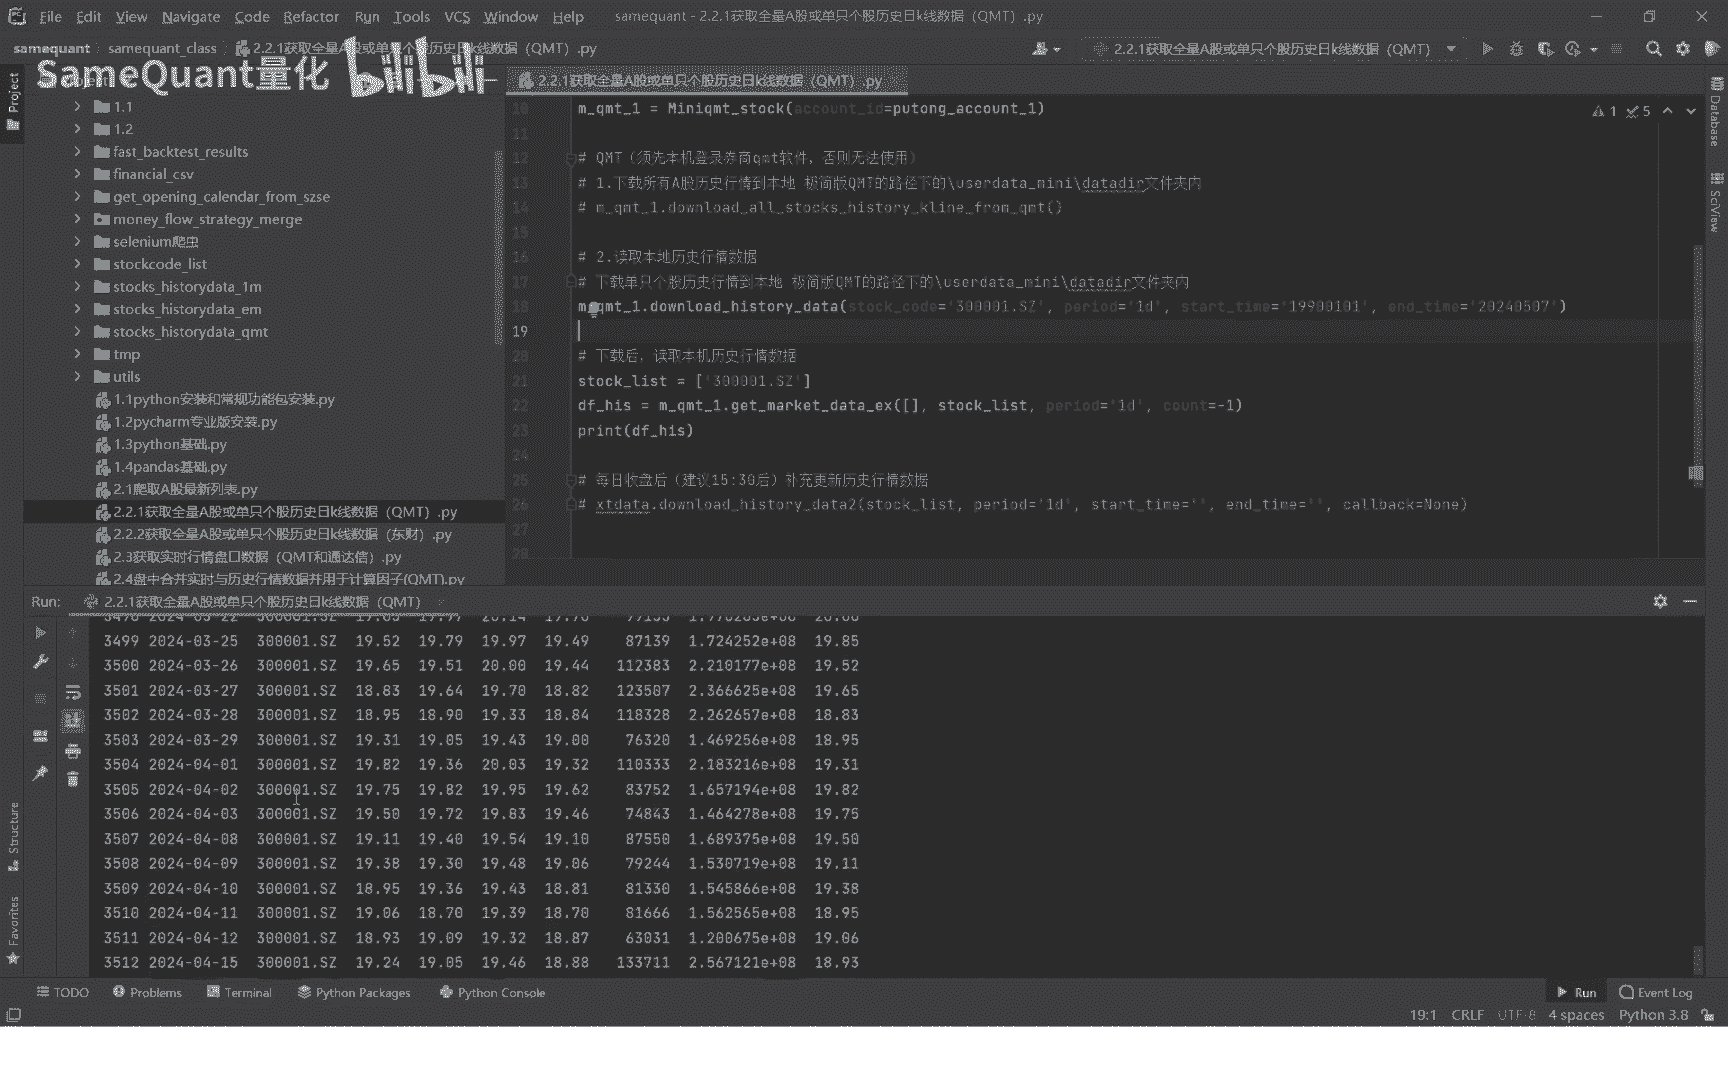 File Edit View Navigate Code Refactor Run Tools VCS Window Help samequant - 2.2.1获取全量A股或单只个股历史日k线数据（QMT）.py
samequant samequant_class 2.2.1获取全量A股或单只个股历史日k线数据（QMT）.py
2.2.1获取全量A股或单只个股历史日k线数据（QMT）
SameQuant量化 bilibili
2.2.1获取全量A股或单只个股历史日k线数据（QMT）.py
Project
1.1
1.2
fast_backtest_results
financial_csv
get_opening_calendar_from_szse
money_flow_strategy_merge
selenium爬虫
stockcode_list
stocks_historydata_1m
stocks_historydata_em
stocks_historydata_qmt
tmp
utils
1.1python安装和常规功能包安装.py
1.2pycharm专业版安装.py
1.3python基础.py
1.4pandas基础.py
2.1爬取A股最新列表.py
2.2.1获取全量A股或单只个股历史日k线数据（QMT）.py
2.2.2获取全量A股或单只个股历史日k线数据（东财）.py
2.3获取实时行情盘口数据（QMT和通达信）.py
2.4盘中合并实时与历史行情数据并用于计算因子(QMT).py
10 m_qmt_1 = Miniqmt_stock(account_id=putong_account_1)
11
12 # QMT（须先本机登录券商qmt软件，否则无法使用）
13 # 1.下载所有A股历史行情到本地 极简版QMT的路径下的\userdata_mini\datadir文件夹内
14 # m_qmt_1.download_all_stocks_history_kline_from_qmt()
15
16 # 2.读取本地历史行情数据
17 # 下载单只个股历史行情到本地 极简版QMT的路径下的\userdata_mini\datadir文件夹内
18 m_qmt_1.download_history_data(stock_code='300001.SZ', period='1d', start_time='19900101', end_time='20240507')
19
20 # 下载后，读取本机历史行情数据
21 stock_list = ['300001.SZ']
22 df_his = m_qmt_1.get_market_data_ex([], stock_list, period='1d', count=-1)
23 print(df_his)
24
25 # 每日收盘后（建议15:30后）补充更新历史行情数据
26 # xtdata.download_history_data2(stock_list, period='1d', start_time='', end_time='', callback=None)
27
28
1 5
Database
SciView
Run: 2.2.1获取全量A股或单只个股历史日k线数据（QMT）
3499 2024-03-25 300001.SZ 19.52 19.79 19.97 19.49 87139 1.724252e+08 19.85
3500 2024-03-26 300001.SZ 19.65 19.51 20.00 19.44 112383 2.210177e+08 19.52
3501 2024-03-27 300001.SZ 18.83 19.64 19.70 18.82 123507 2.366625e+08 19.65
3502 2024-03-28 300001.SZ 18.95 18.90 19.33 18.84 118328 2.262657e+08 18.83
3503 2024-03-29 300001.SZ 19.31 19.05 19.43 19.00 76320 1.469256e+08 18.95
3504 2024-04-01 300001.SZ 19.82 19.36 20.03 19.32 110333 2.183216e+08 19.31
3505 2024-04-02 300001.SZ 19.75 19.82 19.95 19.62 83752 1.657194e+08 19.82
3506 2024-04-03 300001.SZ 19.50 19.72 19.83 19.46 74843 1.464278e+08 19.75
3507 2024-04-08 300001.SZ 19.11 19.40 19.54 19.10 87550 1.689375e+08 19.50
3508 2024-04-09 300001.SZ 19.38 19.30 19.48 19.06 79244 1.530719e+08 19.11
3509 2024-04-10 300001.SZ 18.95 19.36 19.43 18.81 81330 1.545866e+08 19.38
3510 2024-04-11 300001.SZ 19.06 18.70 19.39 18.70 81666 1.562565e+08 18.95
3511 2024-04-12 300001.SZ 18.93 19.09 19.32 18.87 63031 1.200675e+08 19.06
3512 2024-04-15 300001.SZ 19.24 19.05 19.46 18.88 133711 2.567121e+08 18.93
Structure
Favorites
TODO Problems Terminal Python Packages Python Console Run Event Log
19:1 CRLF UTF-8 4 spaces Python 3.8